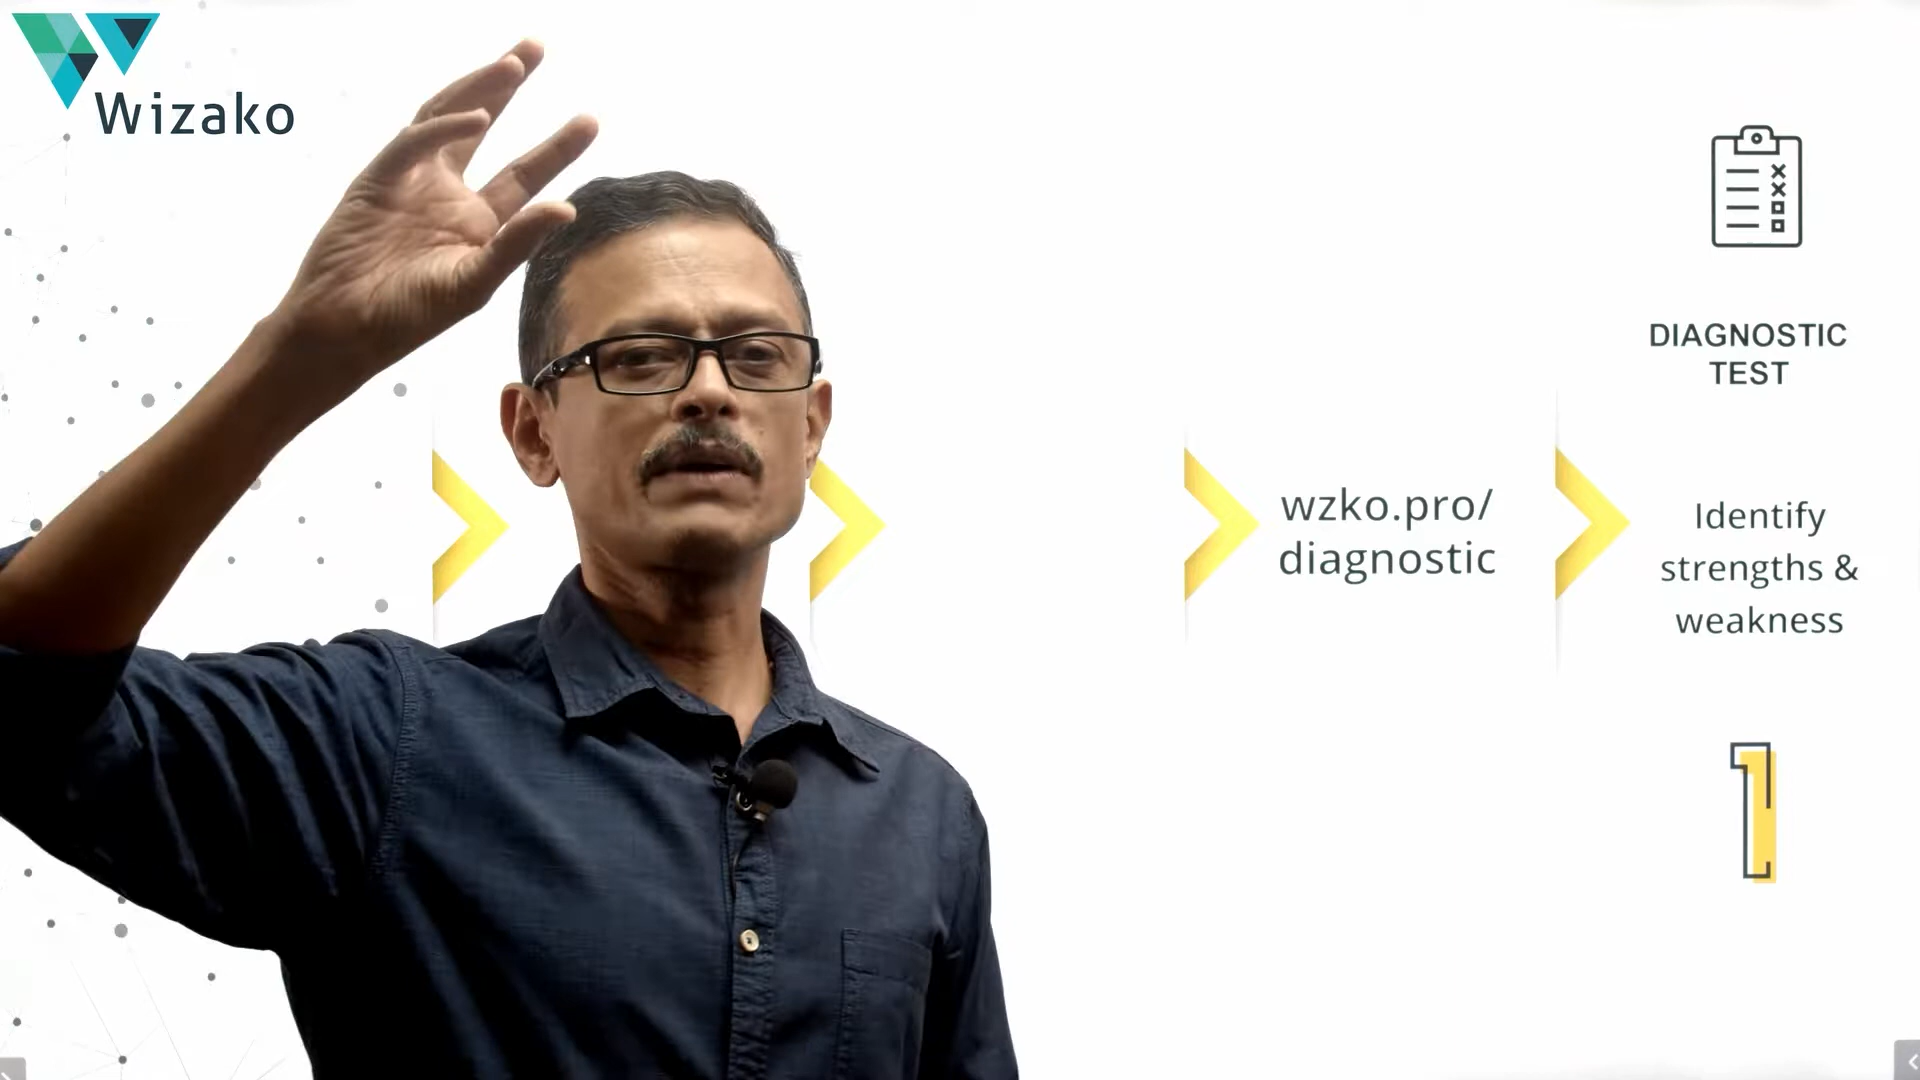 Wizako
DIAGNOSTIC
TEST
wzko.pro/
diagnostic
Identify
strengths &
weakness
1